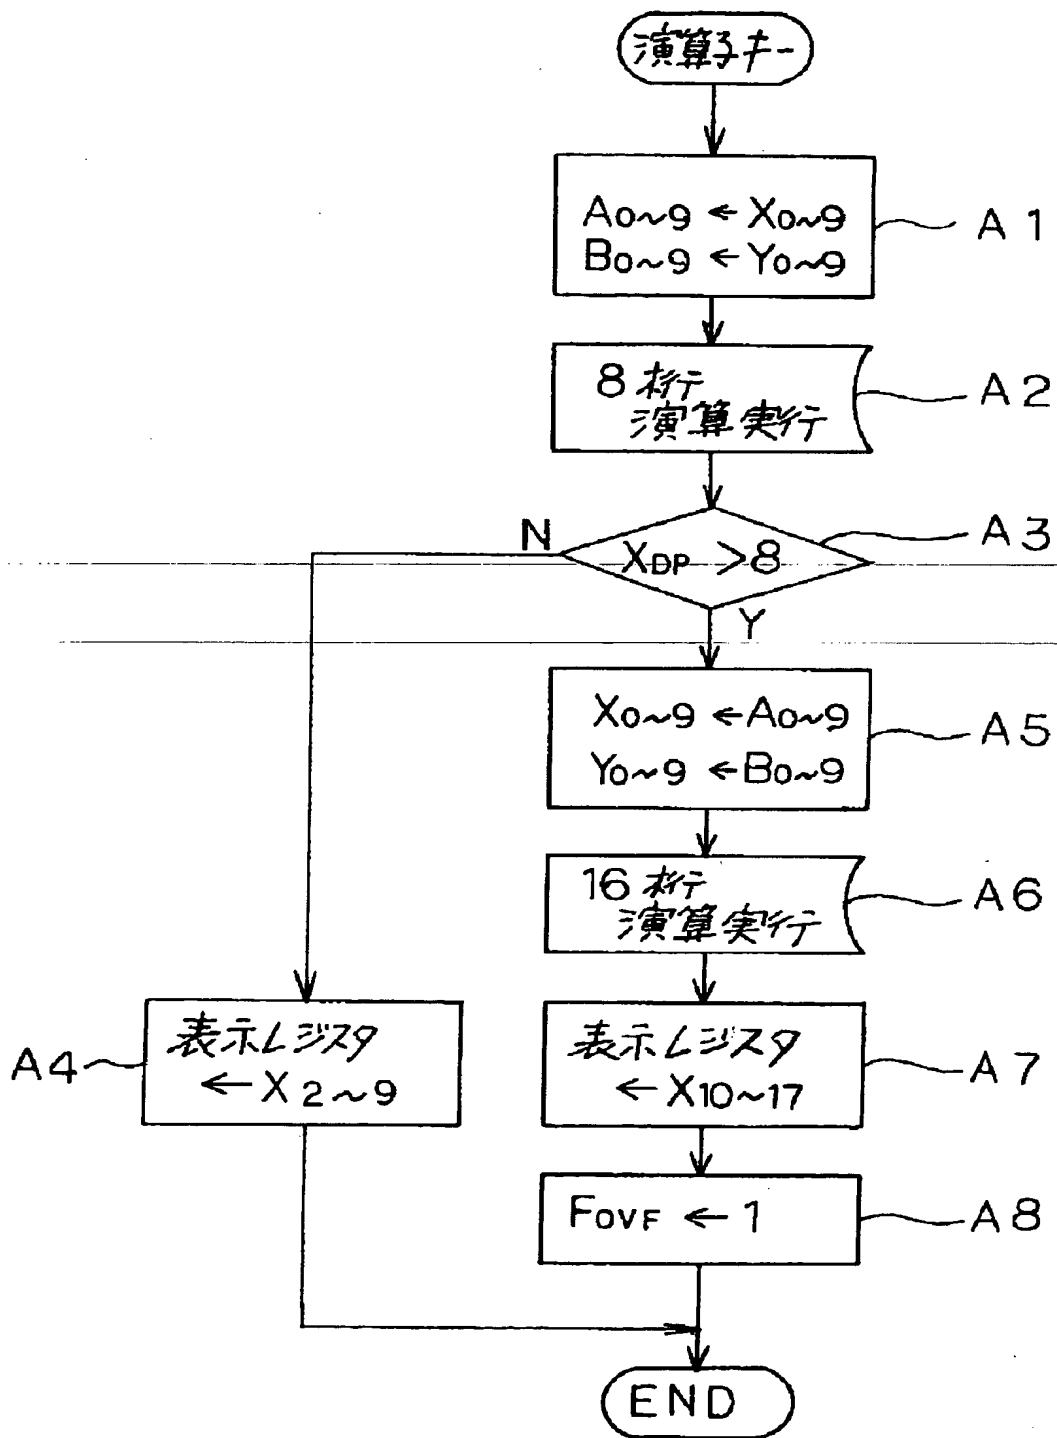 演算子キー
A0~9 ← X0~9
B0~9 ← Y0~9
A1
8桁
演算実行
A2
N
XDP >8
A3
Y
X0~9 ←A0~9
Y0~9 ←B0~9
A5
16桁
演算実行
A6
A4
表示レジスタ
← X2~9
表示レジスタ
← X10~17
A7
FOVF ← 1
A8
END